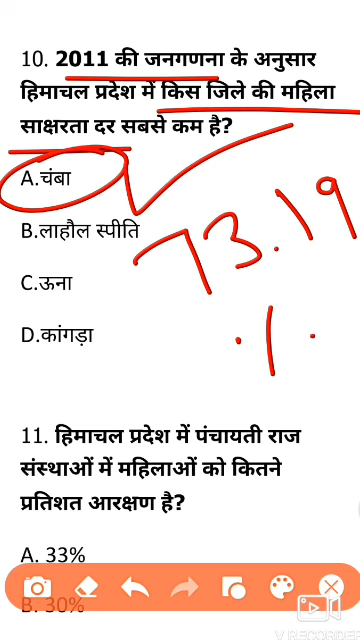 10. 2011 की जनगणना के अनुसार
हिमाचल प्रदेश में किस जिले की महिला
साक्षरता दर सबसे कम है?
A.चंबा
B.लाहौल स्पीति
73.19
C.ऊना
D.कांगड़ा
11. हिमाचल प्रदेश में पंचायती राज
संस्थाओं में महिलाओं को कितने
प्रतिशत आरक्षण है?
A. 33%
B. 30%
V RECORDER